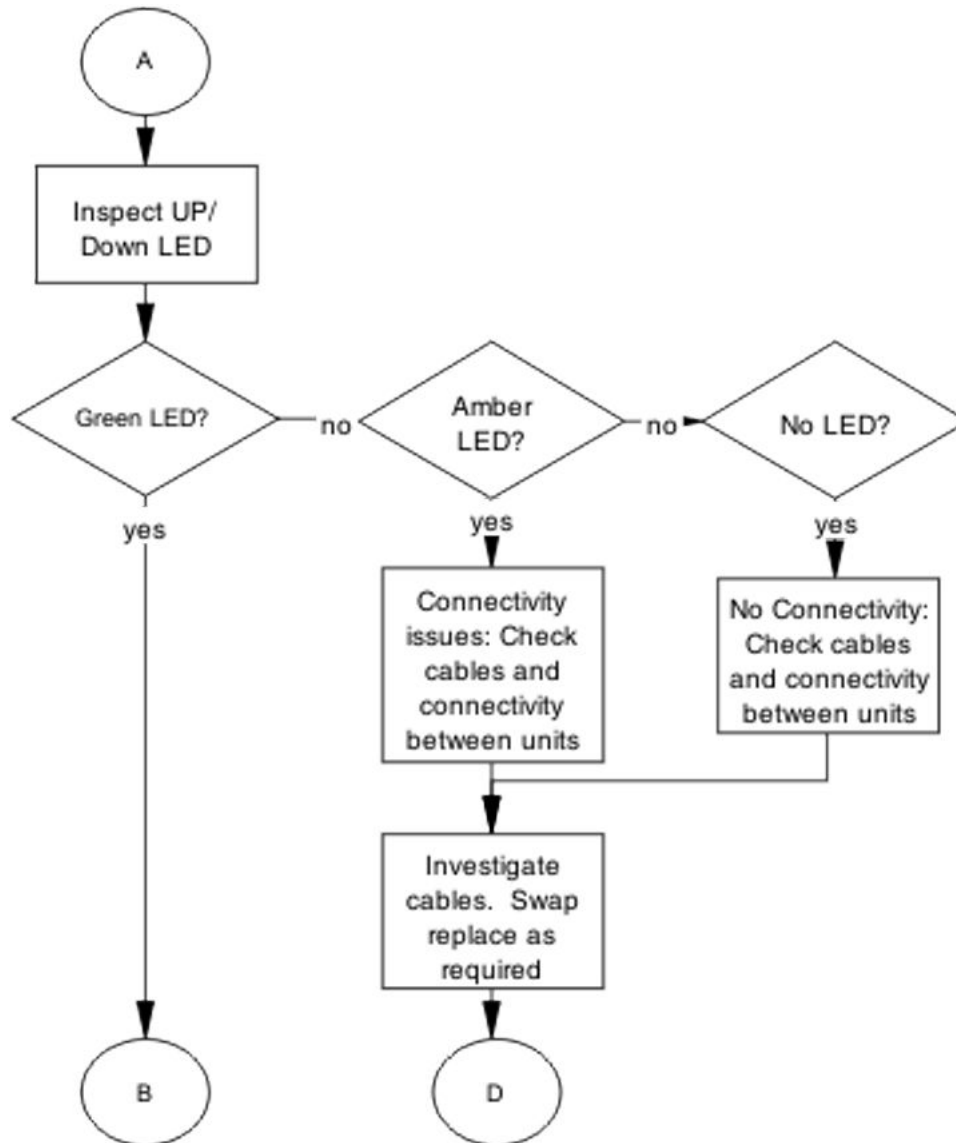 A
Inspect UP/
Down LED
Green LED?
no
Amber
LED?
no
No LED?
yes
yes
yes
Connectivity
issues: Check
cables and
connectivity
between units
No Connectivity:
Check cables
and connectivity
between units
Investigate
cables. Swap
replace as
required
B
D